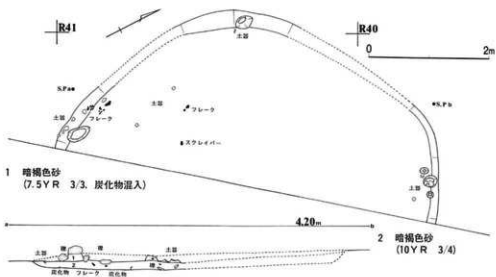 R41
R40
土器
0 2m
S.Pa
S.Pb
土器
フレーク
土器
フレーク
スクレイパー
土器
1 暗褐色砂
(7.5YR 3/3. 炭化物混入)
4.20m
2 暗褐色砂
(10YR 3/4)
土器 礫 礫 土器
1
2
礫
炭化物 フレーク 炭化物